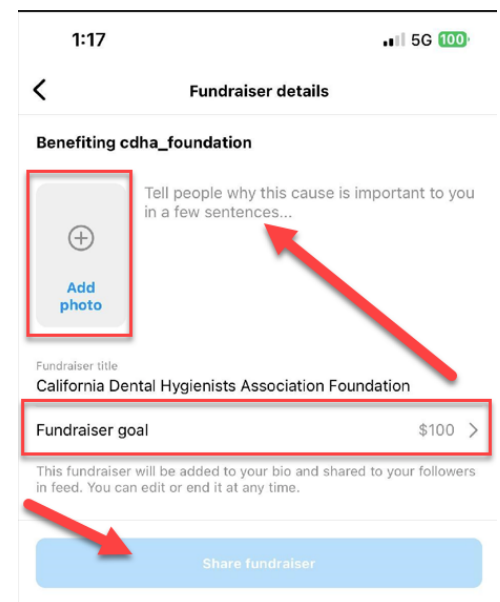 1:17 5G 100
Fundraiser details
Benefiting cdha_foundation
Tell people why this cause is important to you
in a few sentences...
Add
photo
Fundraiser title
California Dental Hygienists Association Foundation
Fundraiser goal $100
This fundraiser will be added to your bio and shared to your followers
in feed. You can edit or end it at any time.
Share fundraiser